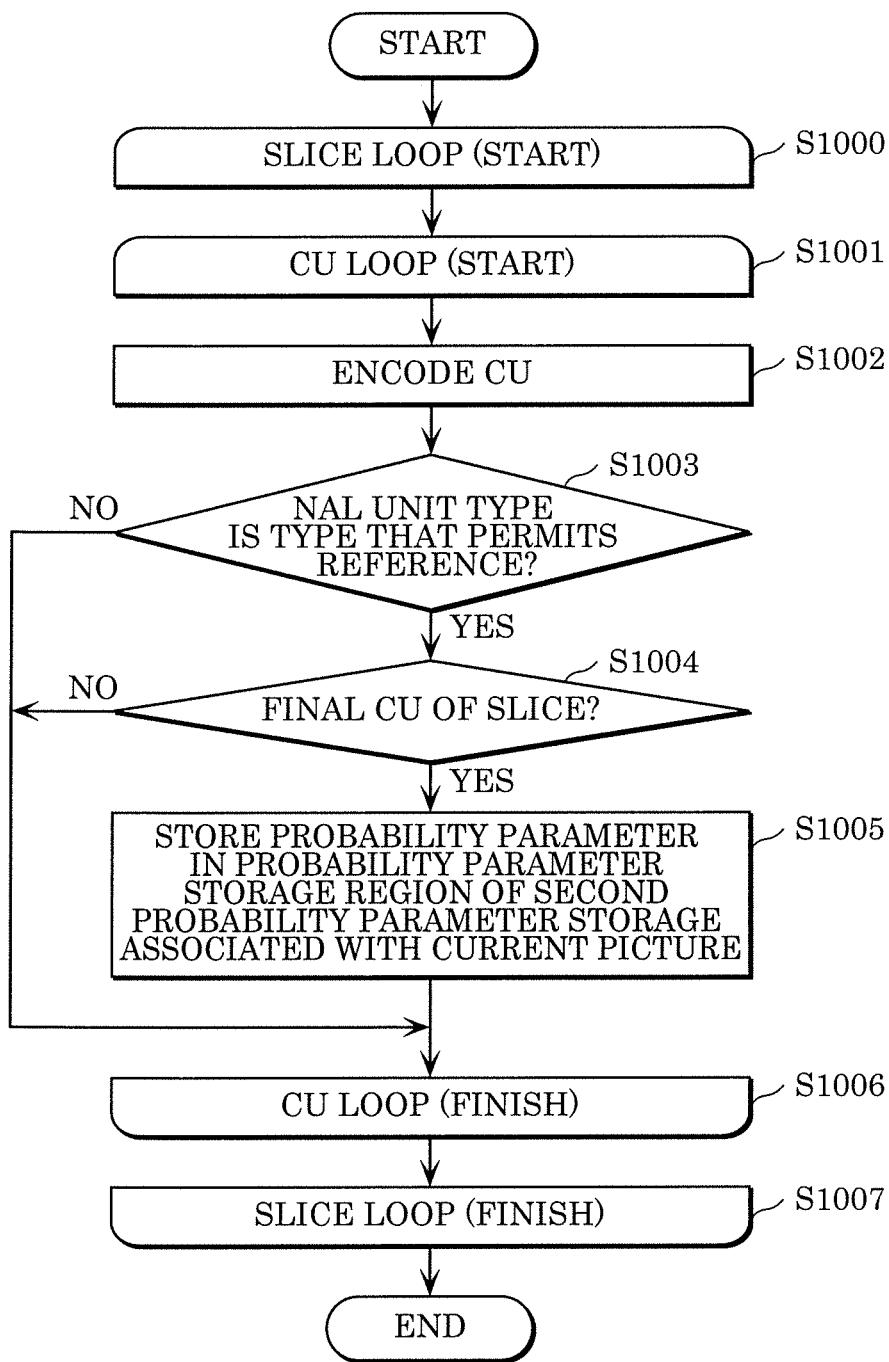 START
SLICE LOOP (START)
S1000
CU LOOP (START)
S1001
ENCODE CU
S1002
S1003
NO
NAL UNIT TYPE
IS TYPE THAT PERMITS
REFERENCE?
YES
S1004
NO
FINAL CU OF SLICE?
YES
STORE PROBABILITY PARAMETER
IN PROBABILITY PARAMETER
STORAGE REGION OF SECOND
PROBABILITY PARAMETER STORAGE
ASSOCIATED WITH CURRENT PICTURE
S1005
CU LOOP (FINISH)
S1006
SLICE LOOP (FINISH)
S1007
END